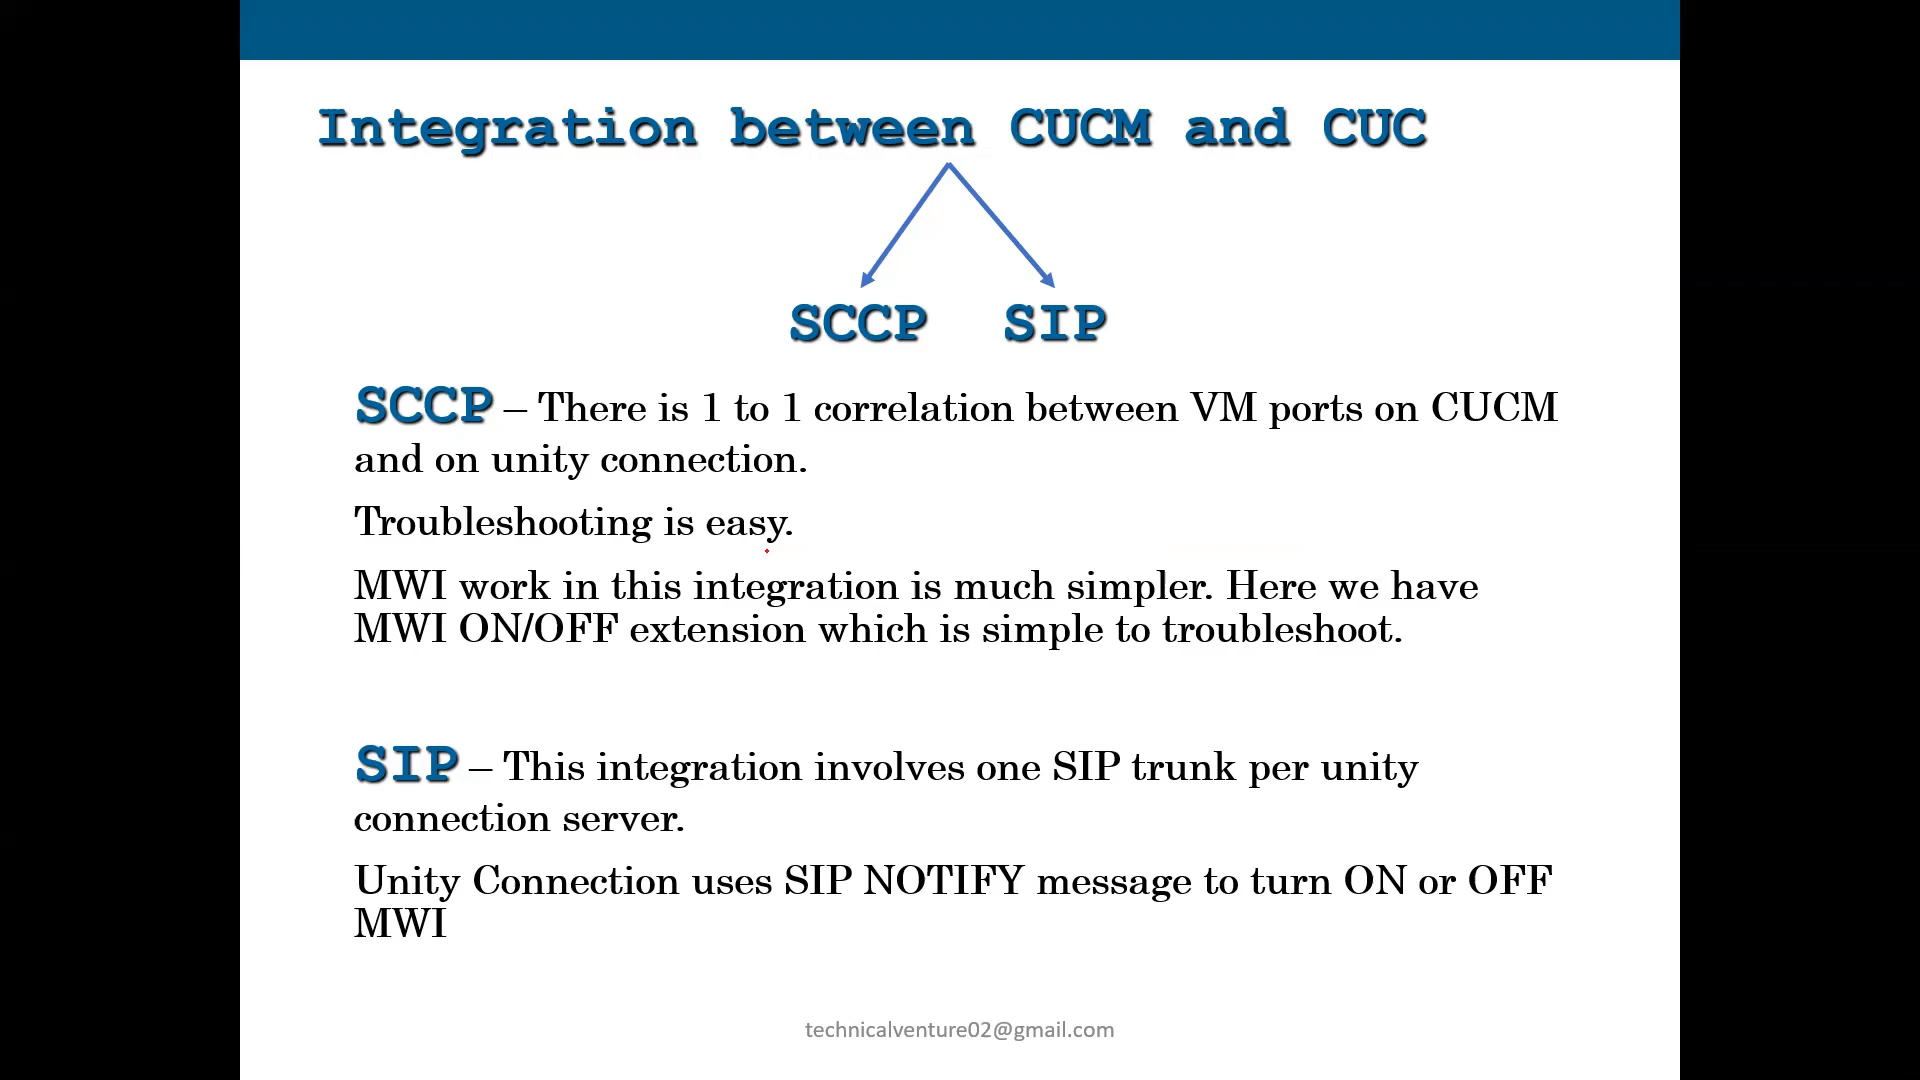 Integration between CUCM and CUC
SCCP SIP
SCCP – There is 1 to 1 correlation between VM ports on CUCM
and on unity connection.
Troubleshooting is easy.
MWI work in this integration is much simpler. Here we have
MWI ON/OFF extension which is simple to troubleshoot.
SIP – This integration involves one SIP trunk per unity
connection server.
Unity Connection uses SIP NOTIFY message to turn ON or OFF
MWI
technicalventure02@gmail.com